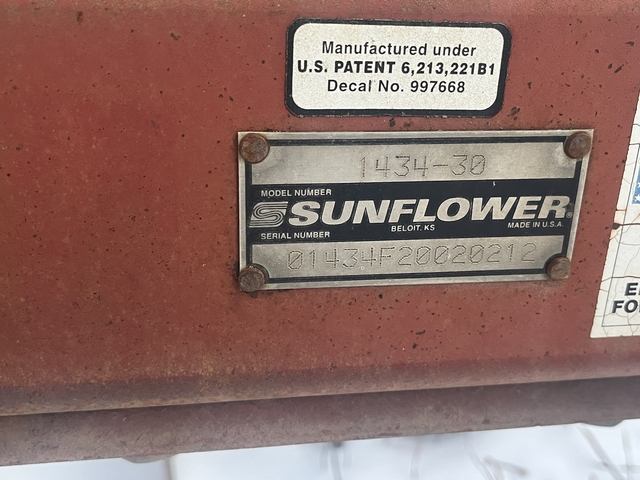 Manufactured under
U.S. PATENT 6,213,221B1
Decal No. 997668
1434-30
MODEL NUMBER
SUNFLOWER®
SERIAL NUMBER
BELOIT, KS
MADE IN U.S.A.
01434F20020212